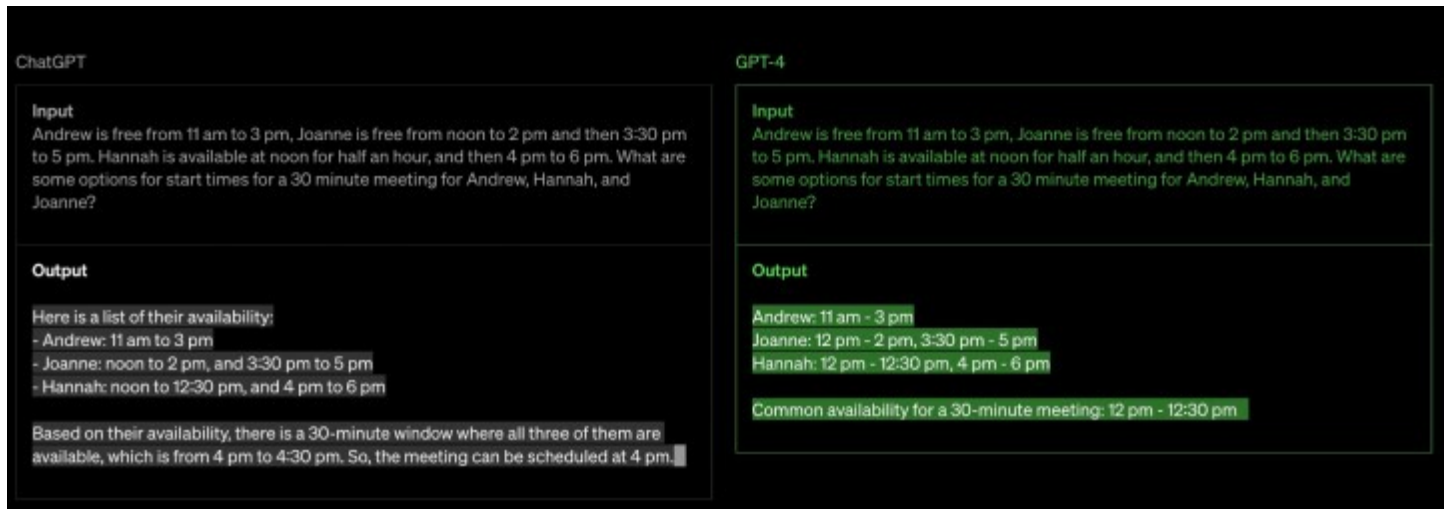 ChatGPT
Input
Andrew is free from 11 am to 3 pm, Joanne is free from noon to 2 pm and then 3:30 pm
to 5 pm. Hannah is available at noon for half an hour, and then 4 pm to 6 pm. What are
some options for start times for a 30 minute meeting for Andrew, Hannah, and
Joanne?
Output
Here is a list of their availability:
- Andrew: 11 am to 3 pm
- Joanne: noon to 2 pm, and 3:30 pm to 5 pm
- Hannah: noon to 12:30 pm, and 4 pm to 6 pm
Based on their availability, there is a 30-minute window where all three of them are
available, which is from 4 pm to 4:30 pm. So, the meeting can be scheduled at 4 pm.
GPT-4
Input
Andrew is free from 11 am to 3 pm, Joanne is free from noon to 2 pm and then 3:30 pm
to 5 pm. Hannah is available at noon for half an hour, and then 4 pm to 6 pm. What are
some options for start times for a 30 minute meeting for Andrew, Hannah, and
Joanne?
Output
Andrew: 11 am - 3 pm
Joanne: 12 pm - 2 pm, 3:30 pm - 5 pm
Hannah: 12 pm - 12:30 pm, 4 pm - 6 pm
Common availability for a 30-minute meeting: 12 pm - 12:30 pm